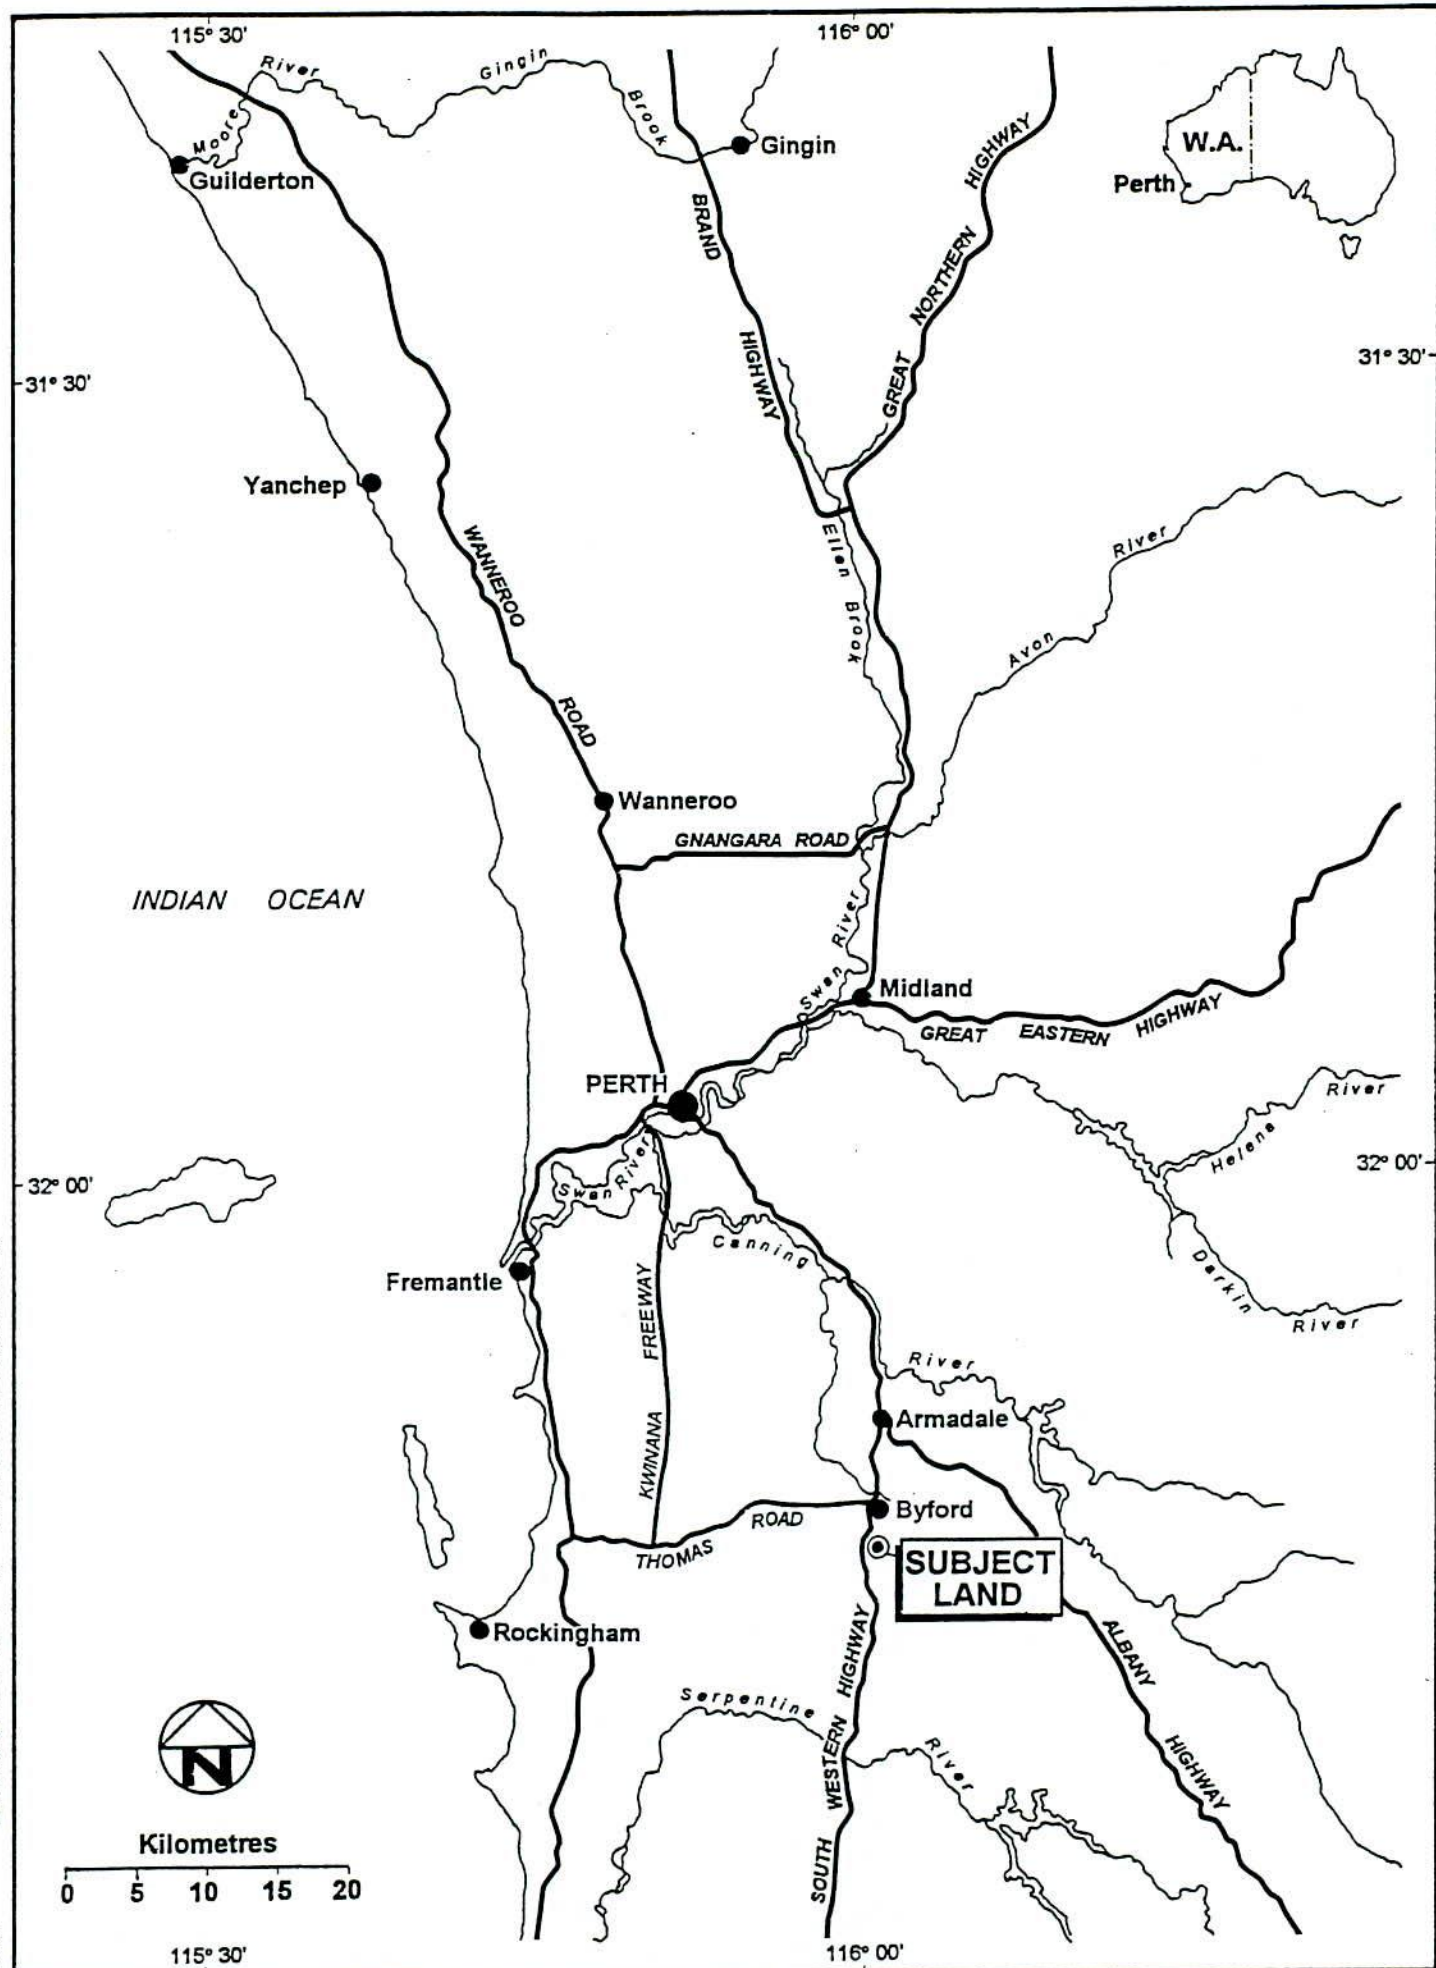 115° 30'
116° 00'
River
Gingin
Brook
Moore
Guilderton
Gingin
HIGHWAY
W.A.
Perth
BRAND
NORTHERN
HIGHWAY
GREAT
31° 30'
31° 30'
Yanchep
WANNEROO
Ellen
Brook
River
Avon
ROAD
Wanneroo
GNANGARA ROAD
INDIAN OCEAN
River
Swan
Midland
GREAT EASTERN HIGHWAY
PERTH
River
Helena
32° 00'
32° 00'
Swan River
Canning
Darkin
River
Fremantle
FREEWAY
River
KWINANA
Armadale
ROAD
Byford
THOMAS
SUBJECT
LAND
Rockingham
HIGHWAY
ALBANY
Serpentine
WESTERN
River
HIGHWAY
N
SOUTH
Kilometres
0 5 10 15 20
115° 30'
116° 00'